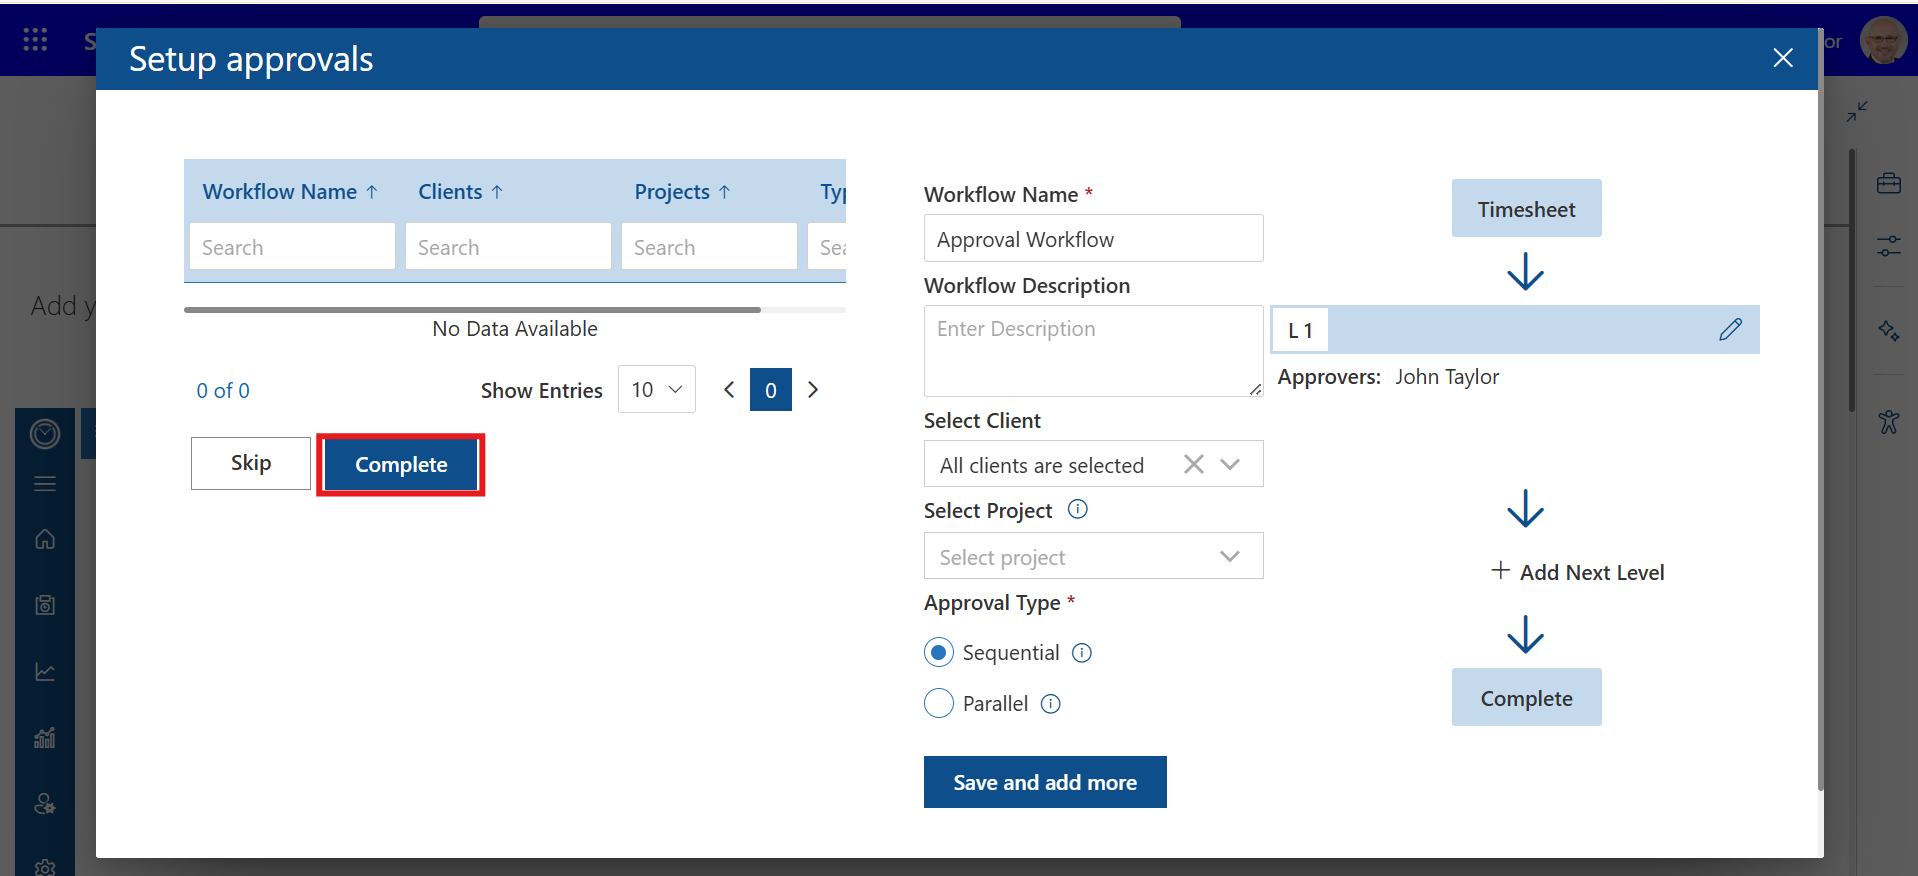 Setup approvals
or
Add y
Workflow Name ↑ Clients ↑ Projects ↑ Typ
Search Search Search Sea
No Data Available
0 of 0 Show Entries 10 0
Skip Complete
Workflow Name *
Approval Workflow
Workflow Description
Enter Description
Select Client
All clients are selected
Select Project
Select project
Approval Type *
Sequential
Parallel
Save and add more
Timesheet
L 1
Approvers: John Taylor
+ Add Next Level
Complete